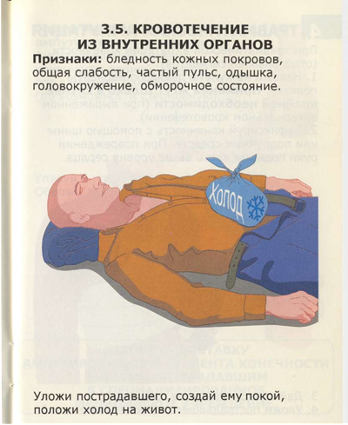 3.5. КРОВОТЕЧЕНИЕ
ИЗ ВНУТРЕННИХ ОРГАНОВ
Признаки: бледность кожных покровов,
общая слабость, частый пульс, одышка,
головокружение, обморочное состояние.
ХОЛОД
Уложи пострадавшего, создай ему покой,
положи холод на живот.